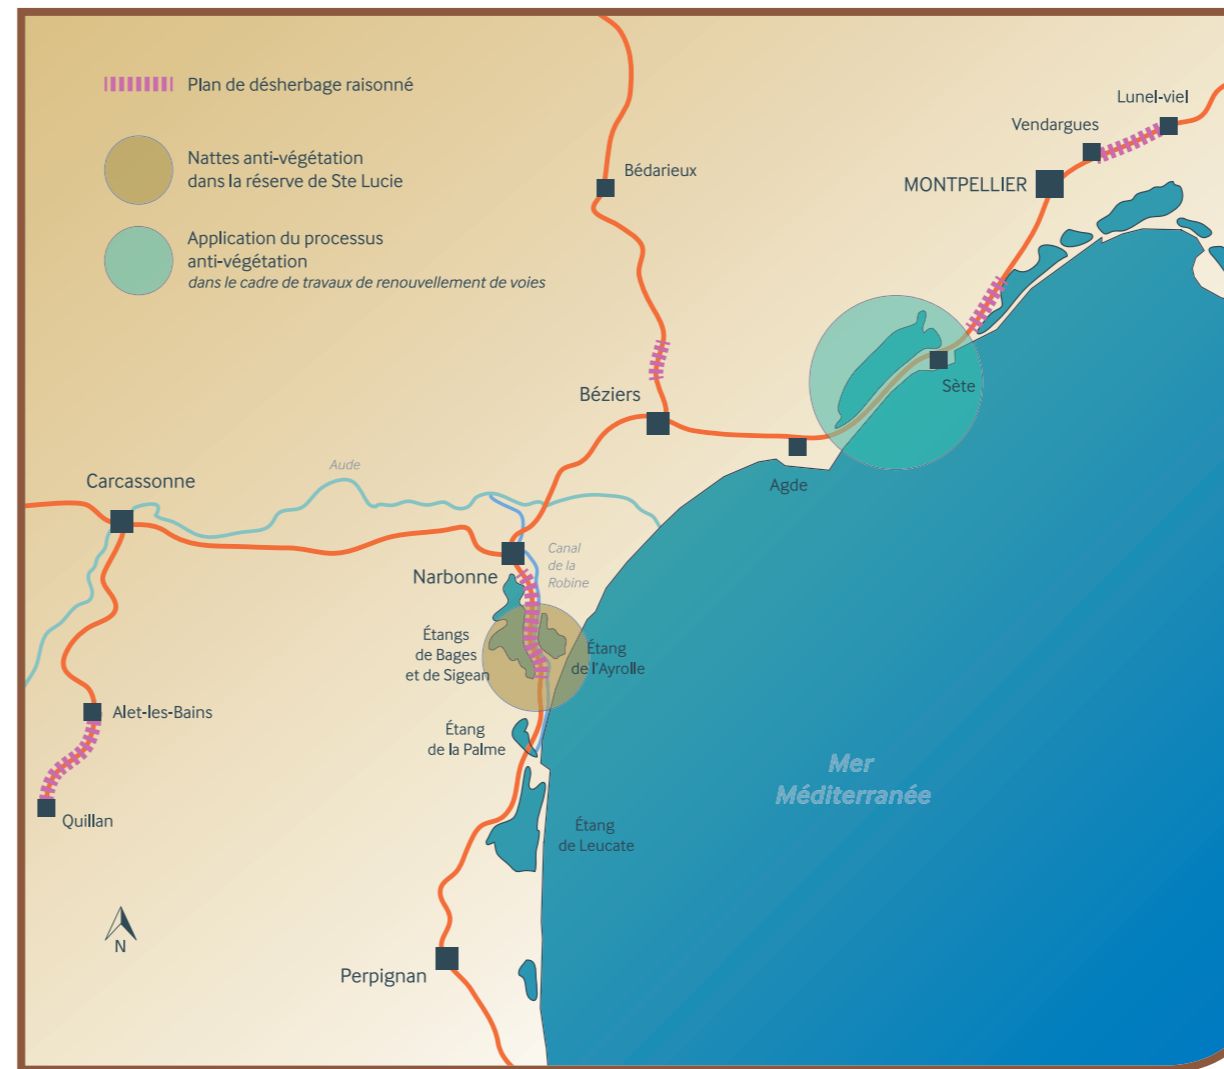 Plan de désherbage raisonné
Nattes anti-végétation
dans la réserve de Ste Lucie
Application du processus
anti-végétation
dans le cadre de travaux de renouvellement de voies
Lunel-viel
Vendargues
MONTPELLIER
Bédarieux
Sète
Béziers
Agde
Aude
Carcassonne
Narbonne
Canal
de la
Robine
Étangs
de Bages
et de Sigean
Étang
de l'Ayrolle
Alet-les-Bains
Étang
de la Palme
Mer
Méditerranée
Quillan
Étang
de Leucate
N
Perpignan